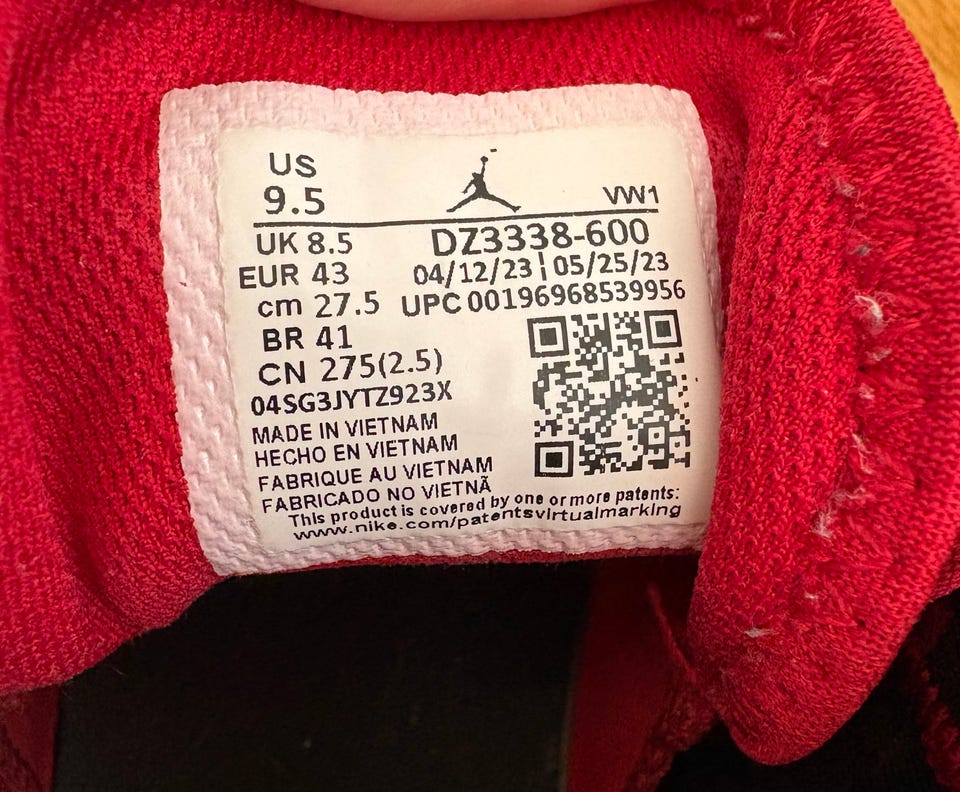 US
9.5
VW1
UK 8.5
DZ3338-600
EUR 43
04/12/23 | 05/25/23
cm 27.5
UPC 00196968539956
BR 41
CN 275(2.5)
04SG3JYTZ923X
MADE IN VIETNAM
HECHO EN VIETNAM
FABRIQUE AU VIETNAM
FABRICADO NO VIETNÃ
This product is covered by one or more patents:
www.nike.com/patentsvirtualmarking